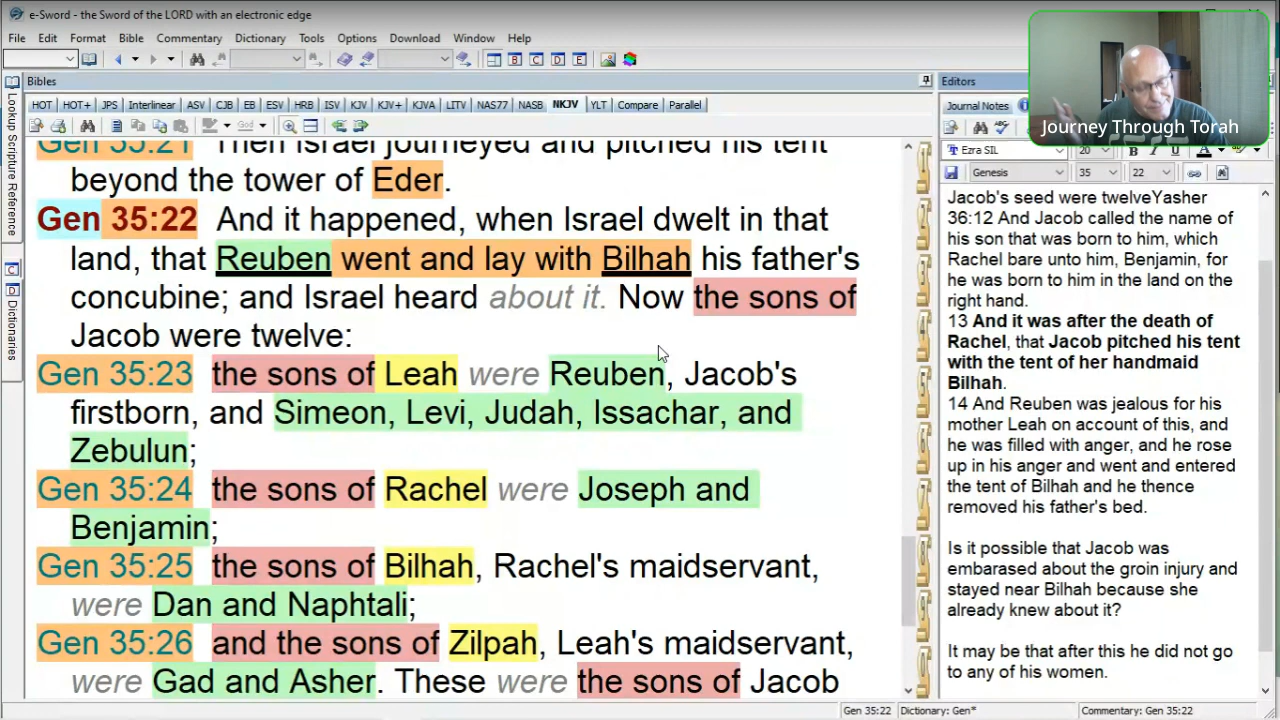 e-Sword - the Sword of the LORD with an electronic edge
File Edit Format Bible Commentary Dictionary Tools Options Download Window Help
B C D E
Bibles
HOT HOT+ JPS Interlinear ASV CJB EB ESV HRB ISV KJV KJV+ KJVA LITV NAS77 NASB NKJV YLT Compare Parallel
God
Lookup Scripture Reference
Dictionaries
Gen 35:21 Then Israel journeyed and pitched his tent
beyond the tower of Eder.
Gen 35:22 And it happened, when Israel dwelt in that
land, that Reuben went and lay with Bilhah his father's
concubine; and Israel heard about it. Now the sons of
Jacob were twelve:
Gen 35:23 the sons of Leah were Reuben, Jacob's
firstborn, and Simeon, Levi, Judah, Issachar, and
Zebulun;
Gen 35:24 the sons of Rachel were Joseph and
Benjamin;
Gen 35:25 the sons of Bilhah, Rachel's maidservant,
were Dan and Naphtali;
Gen 35:26 and the sons of Zilpah, Leah's maidservant,
were Gad and Asher. These were the sons of Jacob
Editors
Journal Notes
Journey Through Torah
Ezra SIL 20 B I U A
Genesis 35 22
Jacob's seed were twelveYasher
36:12 And Jacob called the name of
his son that was born to him, which
Rachel bare unto him, Benjamin, for
he was born to him in the land on the
right hand.
13 And it was after the death of
Rachel, that Jacob pitched his tent
with the tent of her handmaid
Bilhah.
14 And Reuben was jealous for his
mother Leah on account of this, and
he was filled with anger, and he rose
up in his anger and went and entered
the tent of Bilhah and he thence
removed his father's bed.
Is it possible that Jacob was
embarased about the groin injury and
stayed near Bilhah because she
already knew about it?
It may be that after this he did not go
to any of his women.
Gen 35:22 Dictionary: Gen* Commentary: Gen 35:22